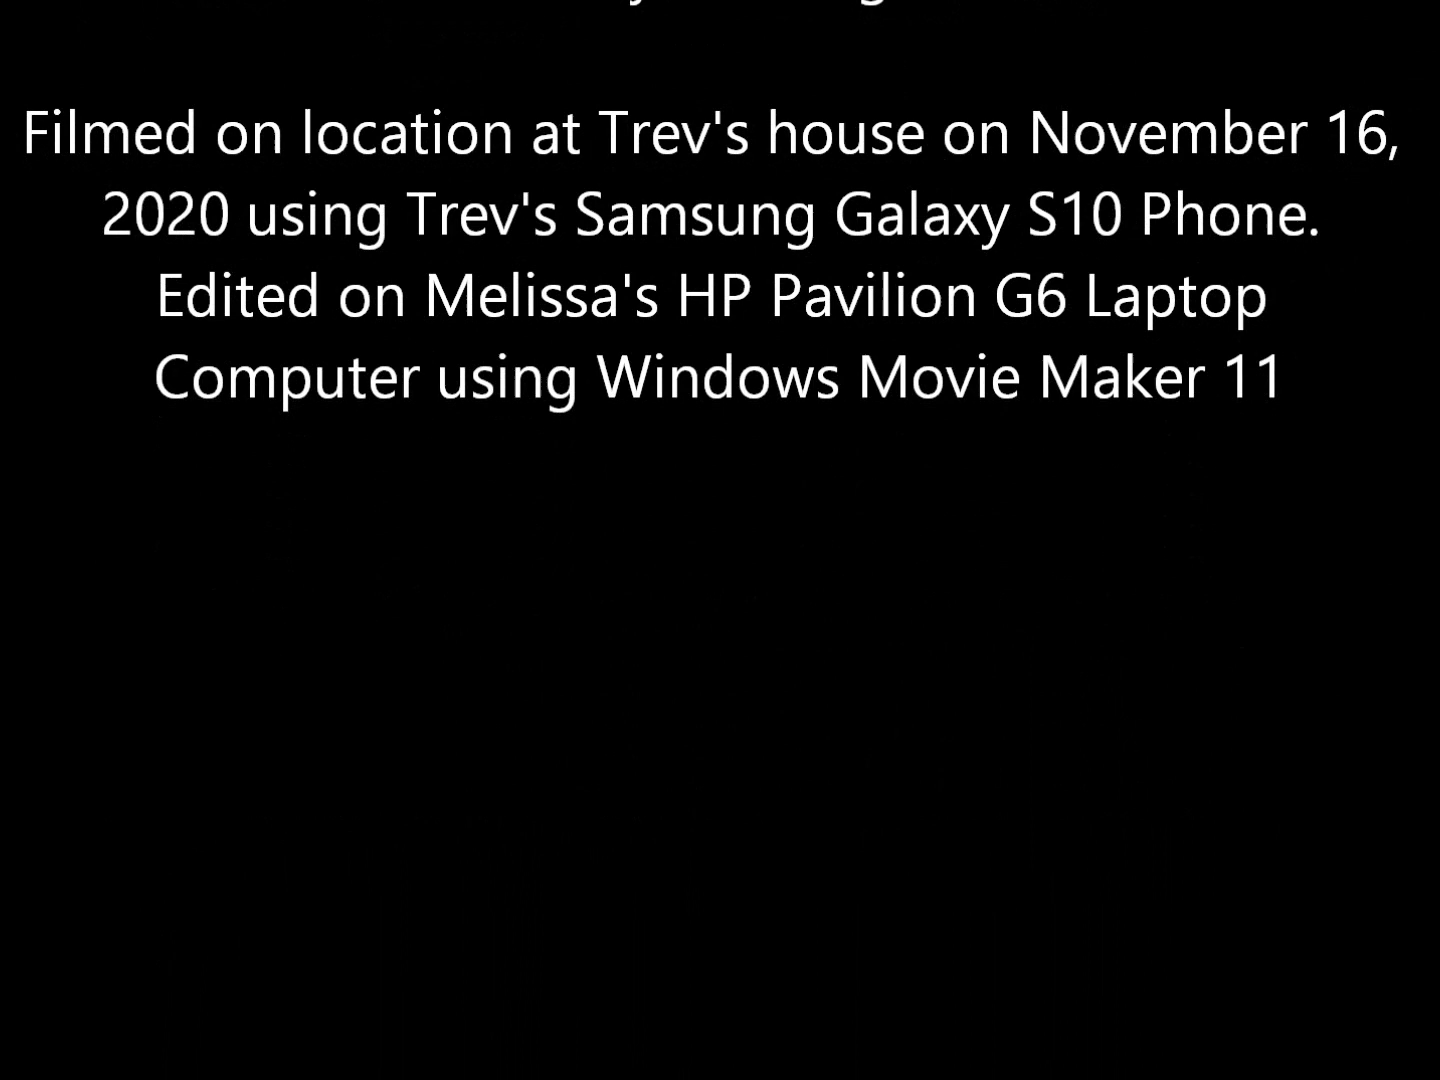 Filmed on location at Trev's house on November 16,
2020 using Trev's Samsung Galaxy S10 Phone.
Edited on Melissa's HP Pavilion G6 Laptop
Computer using Windows Movie Maker 11